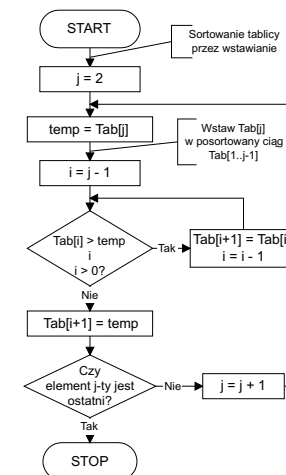 START
Sortowanie tablicy
przez wstawianie
j = 2
temp = Tab[j]
Wstaw Tab[j]
w posortowany ciąg
Tab[1..j-1]
i = j - 1
Tab[i] > temp
i
i > 0?
Tak
Tab[i+1] = Tab[i
i = i - 1
Nie
Tab[i+1] = temp
Czy
element j-ty jest
ostatni?
Nie
j = j + 1
Tak
STOP